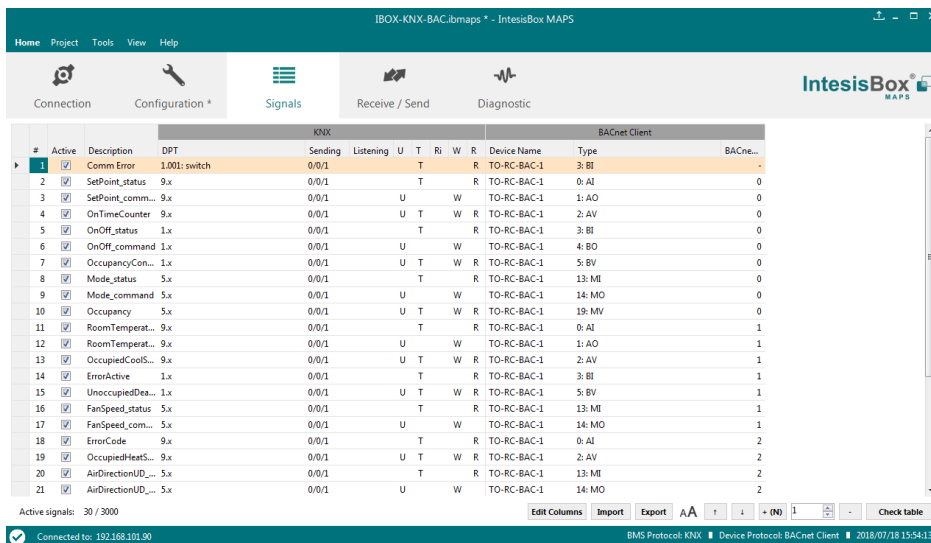 IBOX-KNX-BAC.ibmaps * - IntesisBox MAPS
Home Project Tools View Help
Connection Configuration * Signals Receive / Send Diagnostic
IntesisBox®
MAPS
KNX BACnet Client
# Active Description DPT Sending Listening U T Ri W R Device Name Type BACne...
1 Comm Error 1.001: switch 0/0/1 T R TO-RC-BAC-1 3: BI -
2 SetPoint_status 9.x 0/0/1 T R TO-RC-BAC-1 0: AI 0
3 SetPoint_comm... 9.x 0/0/1 U W TO-RC-BAC-1 1: AO 0
4 OnTimeCounter 9.x 0/0/1 U T W R TO-RC-BAC-1 2: AV 0
5 OnOff_status 1.x 0/0/1 T R TO-RC-BAC-1 3: BI 0
6 OnOff_command 1.x 0/0/1 U W TO-RC-BAC-1 4: BO 0
7 OccupancyCon... 1.x 0/0/1 U T W R TO-RC-BAC-1 5: BV 0
8 Mode_status 5.x 0/0/1 T R TO-RC-BAC-1 13: MI 0
9 Mode_command 5.x 0/0/1 U W TO-RC-BAC-1 14: MO 0
10 Occupancy 5.x 0/0/1 U T W R TO-RC-BAC-1 19: MV 0
11 RoomTemperat... 9.x 0/0/1 T R TO-RC-BAC-1 0: AI 1
12 RoomTemperat... 9.x 0/0/1 U W TO-RC-BAC-1 1: AO 1
13 OccupiedCoolS... 9.x 0/0/1 U T W R TO-RC-BAC-1 2: AV 1
14 ErrorActive 1.x 0/0/1 T R TO-RC-BAC-1 3: BI 1
15 UnoccupiedDea... 1.x 0/0/1 U T W R TO-RC-BAC-1 5: BV 1
16 FanSpeed_status 5.x 0/0/1 T R TO-RC-BAC-1 13: MI 1
17 FanSpeed_com... 5.x 0/0/1 U W TO-RC-BAC-1 14: MO 1
18 ErrorCode 9.x 0/0/1 T R TO-RC-BAC-1 0: AI 2
19 OccupiedHeatS... 9.x 0/0/1 U T W R TO-RC-BAC-1 2: AV 2
20 AirDirectionUD_... 5.x 0/0/1 T R TO-RC-BAC-1 13: MI 2
21 AirDirectionUD_... 5.x 0/0/1 U W TO-RC-BAC-1 14: MO 2
Active signals: 30 / 3000 Edit Columns Import Export AA ↑ ↓ + (N) 1 - Check table
Connected to: 192.168.101.90 BMS Protocol: KNX Device Protocol: BACnet Client 2018/07/18 15:54:13